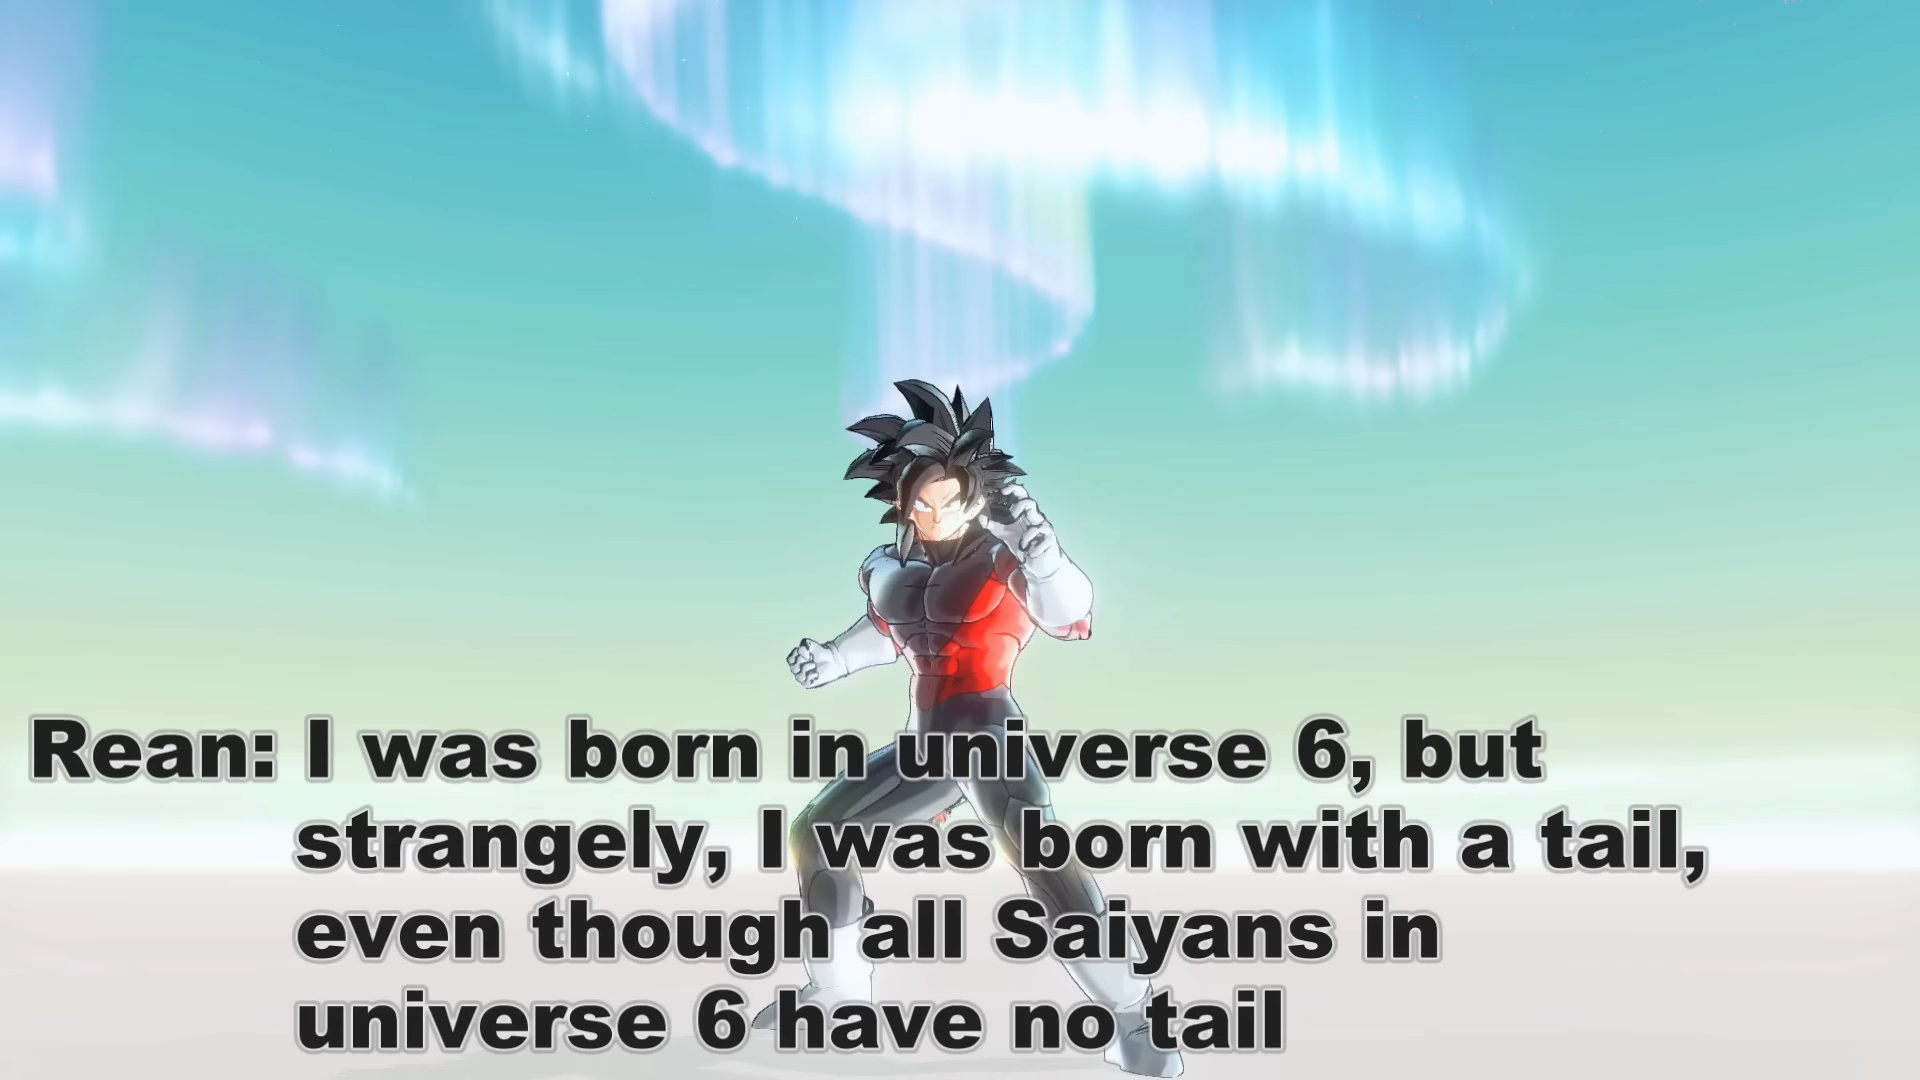 Rean: I was born in universe 6, but
strangely, I was born with a tail,
even though all Saiyans in
universe 6 have no tail